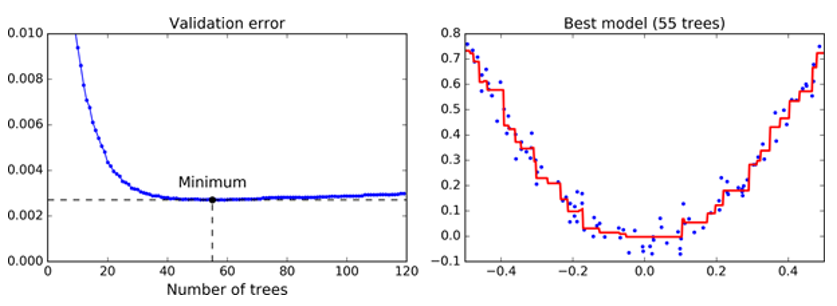 Validation error
0.010
0.008
0.006
0.004
0.002
0.000
Minimum
0 20 40 60 80 100 120
Number of trees
Best model (55 trees)
0.8
0.7
0.6
0.5
0.4
0.3
0.2
0.1
0.0
−0.1
−0.4 −0.2 0.0 0.2 0.4